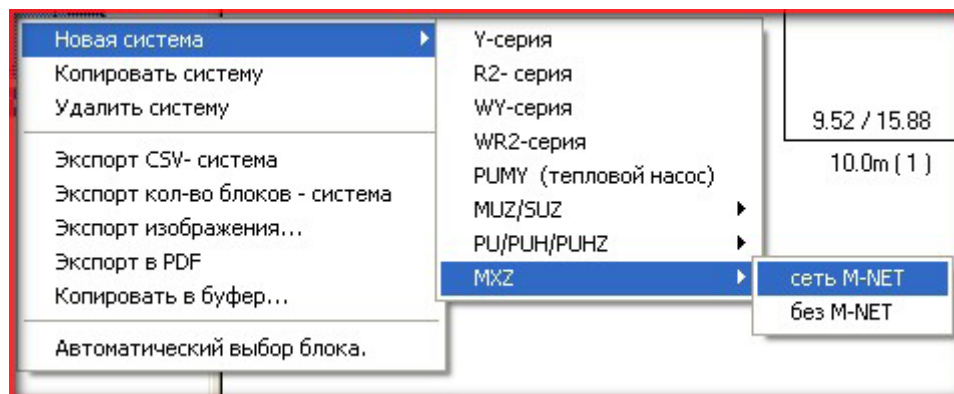 Новая система
Копировать систему
Удалить систему
Экспорт CSV- система
Экспорт кол-во блоков - система
Экспорт изображения...
Экспорт в PDF
Копировать в буфер...
Автоматический выбор блока.
Y-серия
R2- серия
WY-серия
WR2-серия
PUMY (тепловой насос)
MUZ/SUZ
PU/PUH/PUHZ
MXZ
сеть M-NET
без M-NET
9.52 / 15.88
10.0m ( 1 )